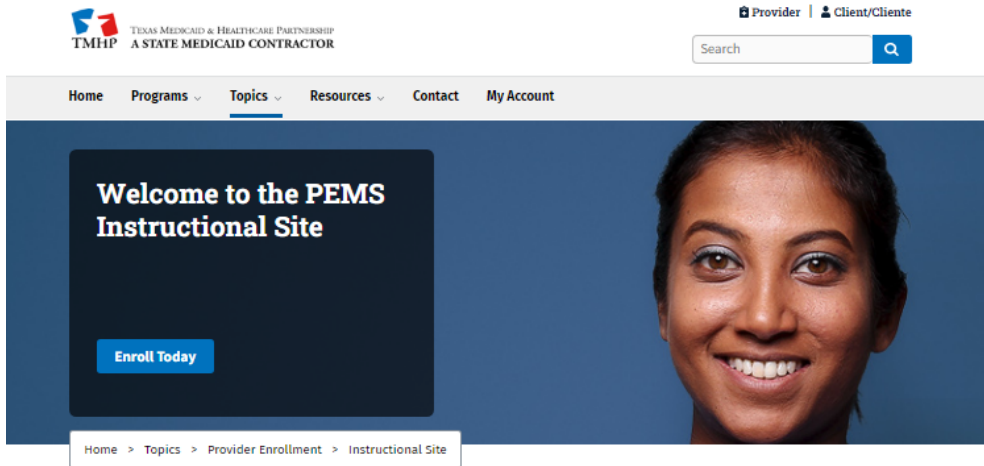 Provider | Client/Cliente
TMHP
TEXAS MEDICAID & HEALTHCARE PARTNERSHIP
A STATE MEDICAID CONTRACTOR
Search
Home Programs Topics Resources Contact My Account
Welcome to the PEMS
Instructional Site
Enroll Today
Home > Topics > Provider Enrollment > Instructional Site